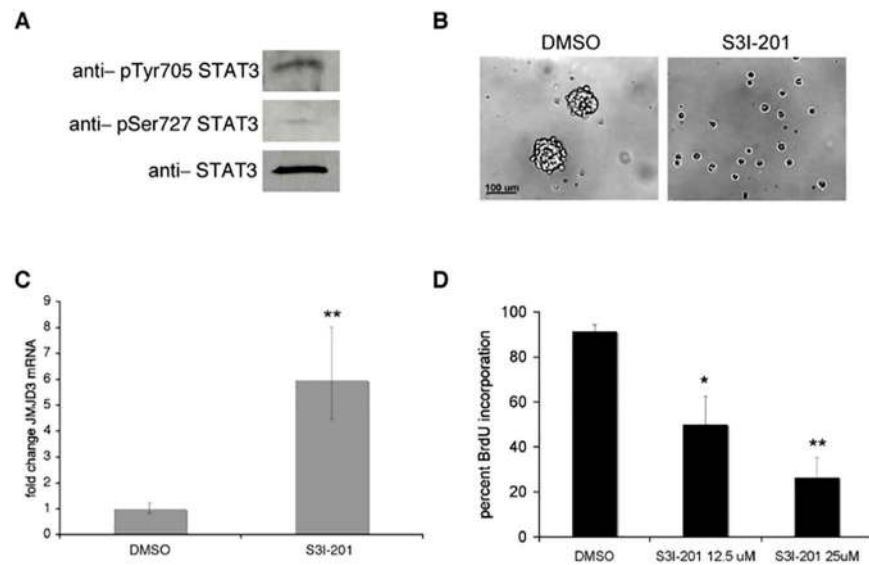 A
anti– pTyr705 STAT3
anti– pSer727 STAT3
anti– STAT3
B
DMSO
S3I-201
100 um
C
fold change JMJD3 mRNA
9
8
7
6
5
4
3
2
1
0
**
DMSO
S3I-201
D
percent BrdU incorporation
100
80
60
40
20
0
*
**
DMSO
S3I-201 12.5 uM
S3I-201 25uM